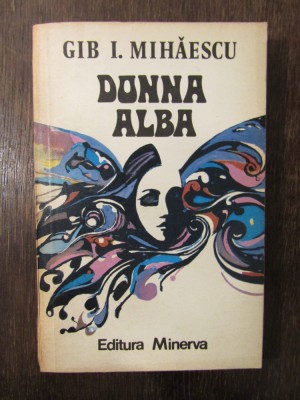 GIB I. MIHĂESCU
DONNA
ALBA
Editura Minerva